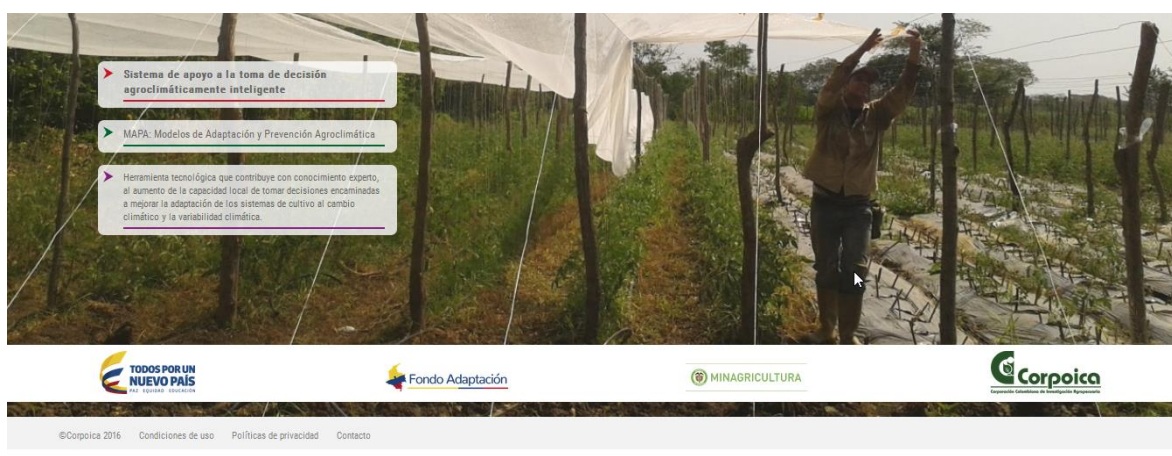 Sistema de apoyo a la toma de decisión
agroclimáticamente inteligente
MAPA: Modelos de Adaptación y Prevención Agroclimática
Herramienta tecnológica que contribuye con conocimiento experto,
al aumento de la capacidad local de tomar decisiones encaminadas
a mejorar la adaptación de los sistemas de cultivo al cambio
climático y la variabilidad climática.
TODOS POR UN
NUEVO PAÍS
PAZ EQUIDAD EDUCACIÓN
Fondo Adaptación
MINAGRICULTURA
Corpoica
Corporación Colombiana de Investigación Agropecuaria
©Corpoica 2016 Condiciones de uso Políticas de privacidad Contacto